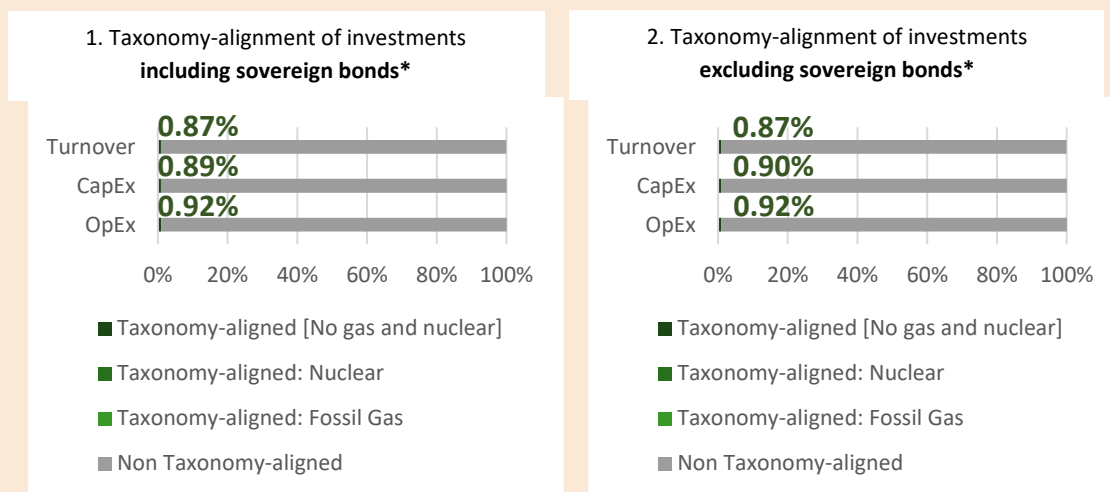 1. Taxonomy-alignment of investments
including sovereign bonds*
0.87%
Turnover
0.89%
CapEx
0.92%
OpEx
0% 20% 40% 60% 80% 100%
Taxonomy-aligned [No gas and nuclear]
Taxonomy-aligned: Nuclear
Taxonomy-aligned: Fossil Gas
Non Taxonomy-aligned
2. Taxonomy-alignment of investments
excluding sovereign bonds*
0.87%
Turnover
0.90%
CapEx
0.92%
OpEx
0% 20% 40% 60% 80% 100%
Taxonomy-aligned [No gas and nuclear]
Taxonomy-aligned: Nuclear
Taxonomy-aligned: Fossil Gas
Non Taxonomy-aligned